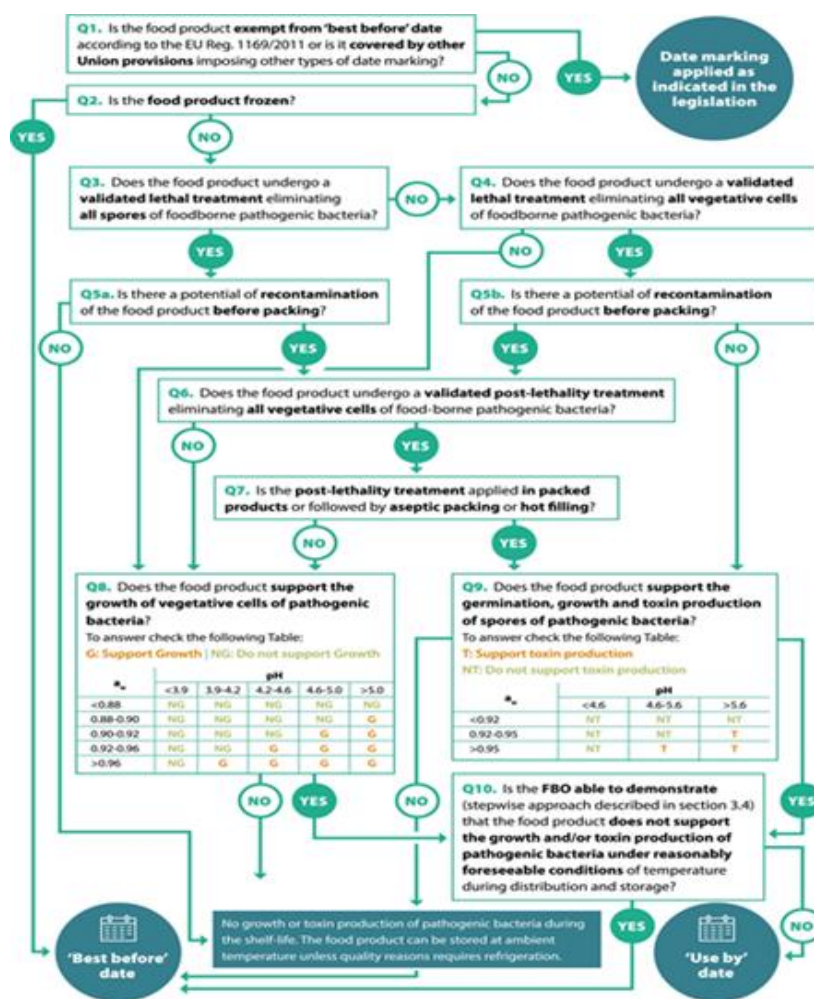 Q1. Is the food product exempt from 'best before' date
according to the EU Reg. 1169/2011 or is it covered by other
Union provisions imposing other types of date marking?
YES
Date marking
applied as
indicated in the
legislation
NO
Q2. Is the food product frozen?
YES
NO
Q3. Does the food product undergo a
validated lethal treatment eliminating
all spores of foodborne pathogenic bacteria?
NO
Q4. Does the food product undergo a validated
lethal treatment eliminating all vegetative cells
of foodborne pathogenic bacteria?
YES
NO
YES
Q5a. Is there a potential of recontamination
of the food product before packing?
Q5b. Is there a potential of recontamination
of the food product before packing?
NO
YES
YES
NO
Q6. Does the food product undergo a validated post-lethality treatment
eliminating all vegetative cells of food-borne pathogenic bacteria?
NO
YES
Q7. Is the post-lethality treatment applied in packed
products or followed by aseptic packing or hot filling?
NO
YES
Q8. Does the food product support the
growth of vegetative cells of pathogenic
bacteria?
To answer check the following Table:
G: Support Growth | NG: Do not support Growth
pH
aw <3.9 3.9-4.2 4.2-4.6 4.6-5.0 >5.0
<0.88 NG NG NG NG NG
0.88-0.90 NG NG NG NG G
0.90-0.92 NG NG NG G G
0.92-0.96 NG NG G G G
>0.96 NG G G G G
Q9. Does the food product support the
germination, growth and toxin production
of spores of pathogenic bacteria?
To answer check the following Table:
T: Support toxin production
NT: Do not support toxin production
pH
aw <4.6 4.6-5.6 >5.6
<0.92 NT NT NT
0.92-0.95 NT NT T
>0.95 NT T T
NO
YES
NO
YES
Q10. Is the FBO able to demonstrate
(stepwise approach described in section 3.4)
that the food product does not support
the growth and/or toxin production of
pathogenic bacteria under reasonably
foreseeable conditions of temperature
during distribution and storage?
'Best before'
date
No growth or toxin production of pathogenic bacteria during
the shelf-life. The food product can be stored at ambient
temperature unless quality reasons requires refrigeration.
YES
NO
'Use by'
date